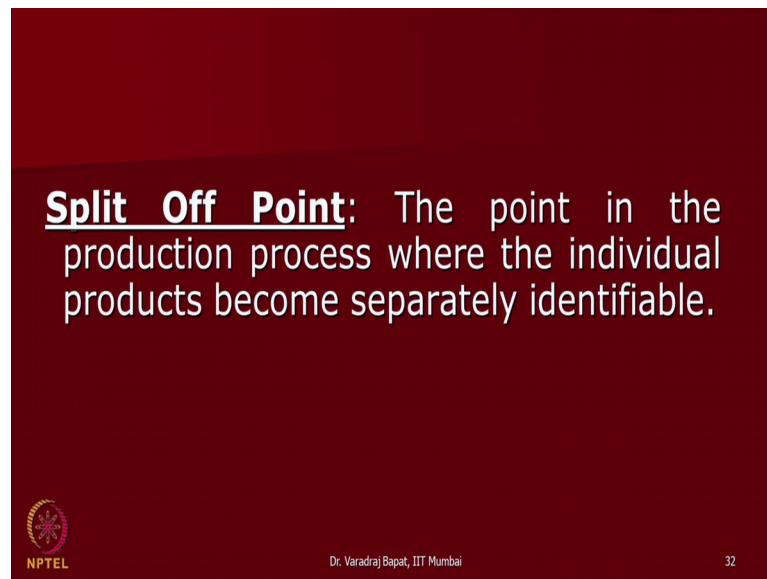 Split Off Point: The point in the
production process where the individual
products become separately identifiable.
NPTEL
Dr. Varadraj Bapat, IIT Mumbai
32